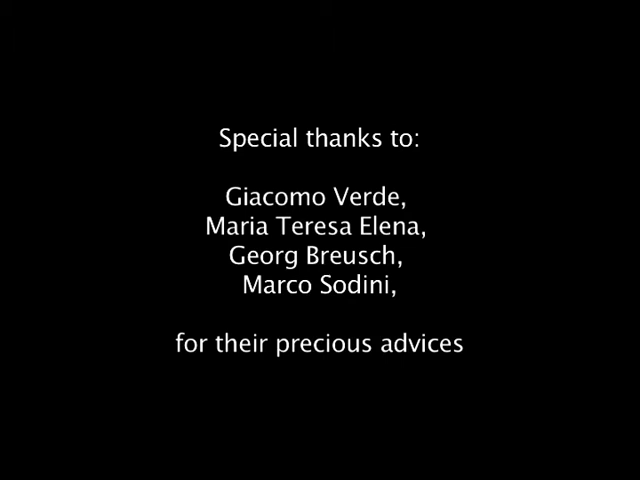 Special thanks to:
Giacomo Verde,
Maria Teresa Elena,
Georg Breusch,
Marco Sodini,
for their precious advices